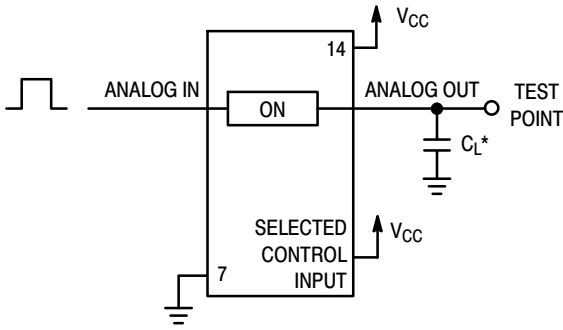 14
VCC
ANALOG IN
ON
ANALOG OUT
TEST
POINT
CL*
SELECTED
CONTROL
INPUT
VCC
7